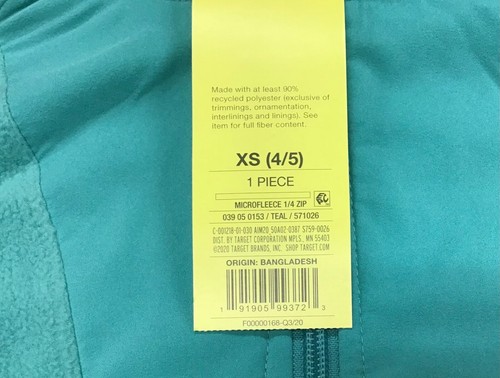 Made with at least 90%
recycled polyester (exclusive of
trimmings, ornamentation,
interlinings and linings). See
item for full fiber content.
XS (4/5)
1 PIECE
MICROFLEECE 1/4 ZIP
039 05 0153 / TEAL / 571026
C-001218-01-030 AIM20_50A02-0387 S759-0026
DIST. BY TARGET CORPORATION MPLS., MN 55403
©2020 TARGET BRANDS, INC. SHOP TARGET.COM
ORIGIN: BANGLADESH
1 91905 99372 3
F00000168-Q3/20